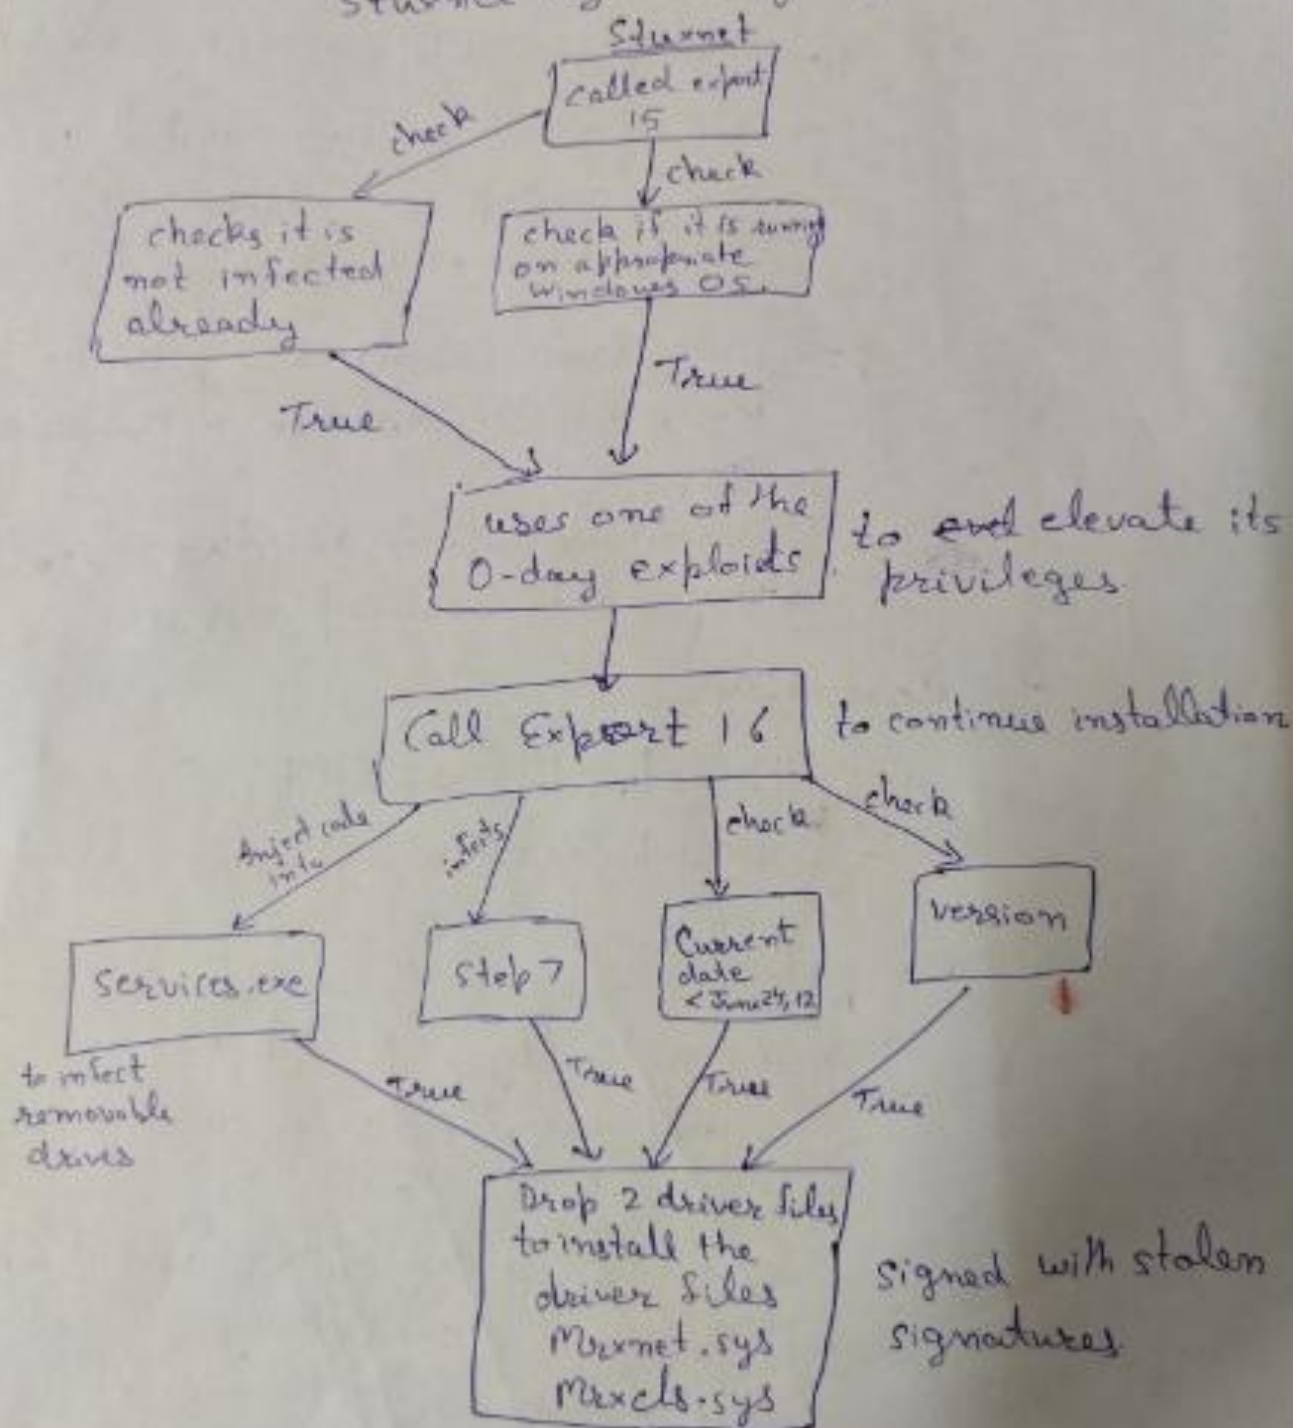 Stuxnet
called export
15
check
check
checks it is
not infected
already
check if it is running
on appropriate
Windows OS.
True
True
uses one of the
0-day exploids
to elevate its
privileges
Call Export 16
to continue installation
Inject code
into
infects
check
check
services.exe
Step 7
Current
date
< June 24, 12
version
to infect
removable
drives
True
True
True
True
Drop 2 driver files
to install the
driver files
Mrxnet.sys
Mrxcls.sys
signed with stolen
signatures